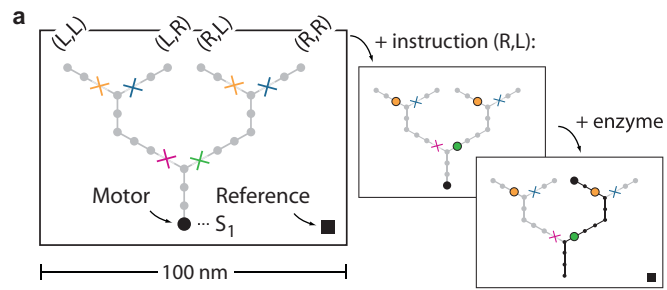 a
(L,L)
(L,R)
(R,L)
(R,R)
+ instruction (R,L):
+ enzyme
Motor
Reference
··· S1
100 nm